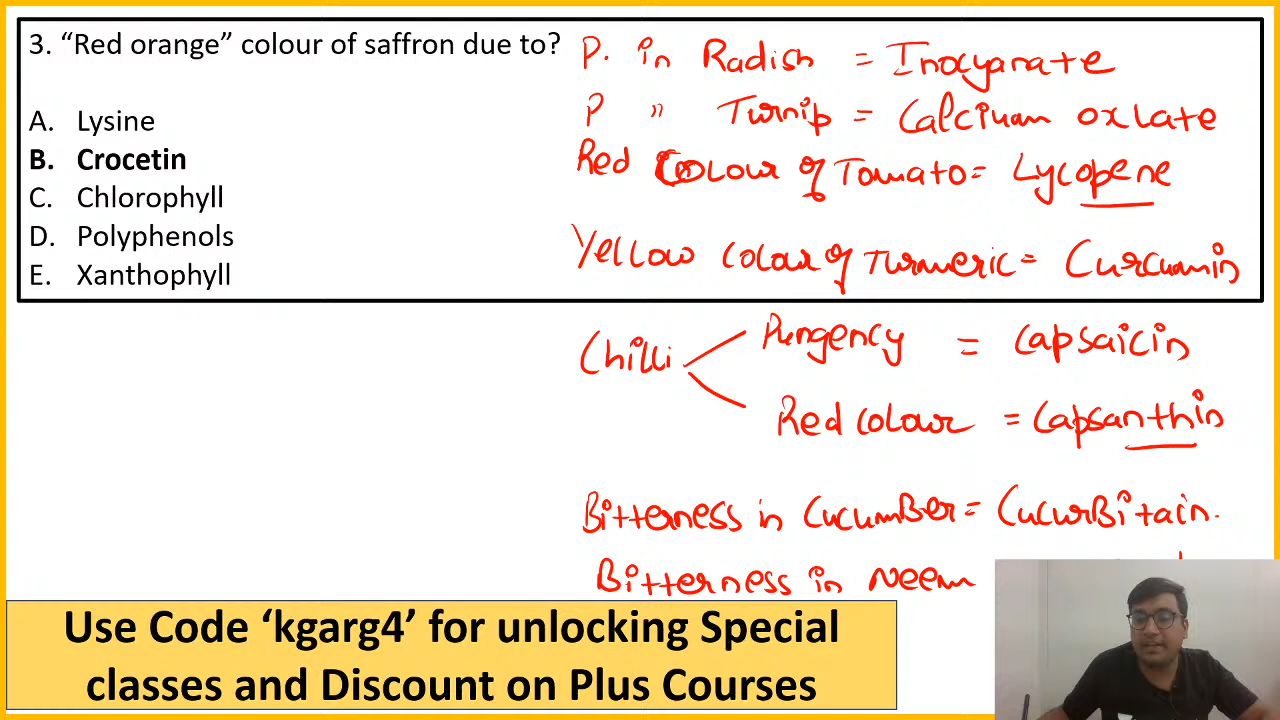 3. “Red orange” colour of saffron due to?
A. Lysine
B. Crocetin
C. Chlorophyll
D. Polyphenols
E. Xanthophyll
P. in Radish = Inocyanate
P " Turnip = Calcium oxlate
Red Colour of Tomato = Lycopene
Yellow colour of Turmeric = Curcumin
Chilli
Pungency = Capsaicin
Red colour = Capsanthin
Bitterness in CucumBer = CucurBitain.
Bitterness in Neem
Use Code ‘kgarg4’ for unlocking Special
classes and Discount on Plus Courses